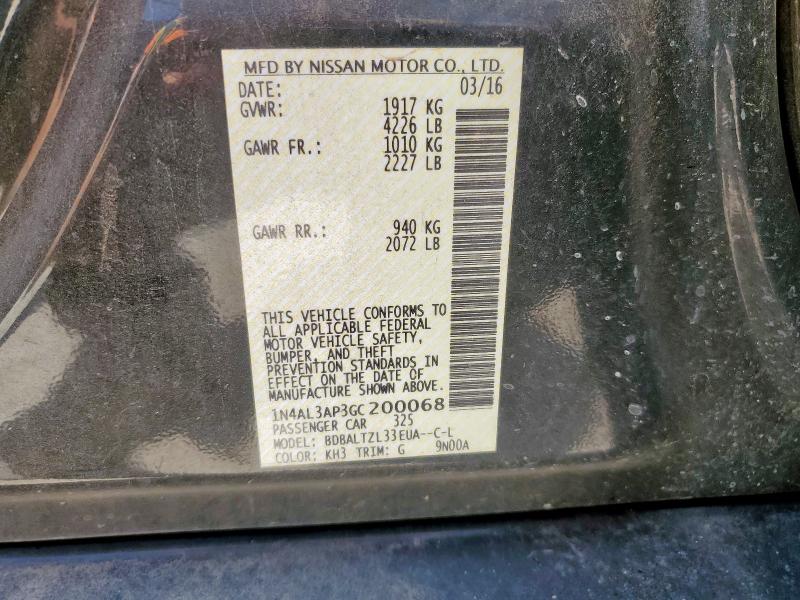 MFD BY NISSAN MOTOR CO., LTD.
DATE: 03/16
GVWR: 1917 KG
4226 LB
GAWR FR.: 1010 KG
2227 LB
GAWR RR.: 940 KG
2072 LB
THIS VEHICLE CONFORMS TO
ALL APPLICABLE FEDERAL
MOTOR VEHICLE SAFETY,
BUMPER, AND THEFT
PREVENTION STANDARDS IN
EFFECT ON THE DATE OF
MANUFACTURE SHOWN ABOVE.
1N4AL3AP3GC200068
PASSENGER CAR 325
MODEL: BDBALTZL33EUA--C-L
COLOR: KH3 TRIM: G 9N00A